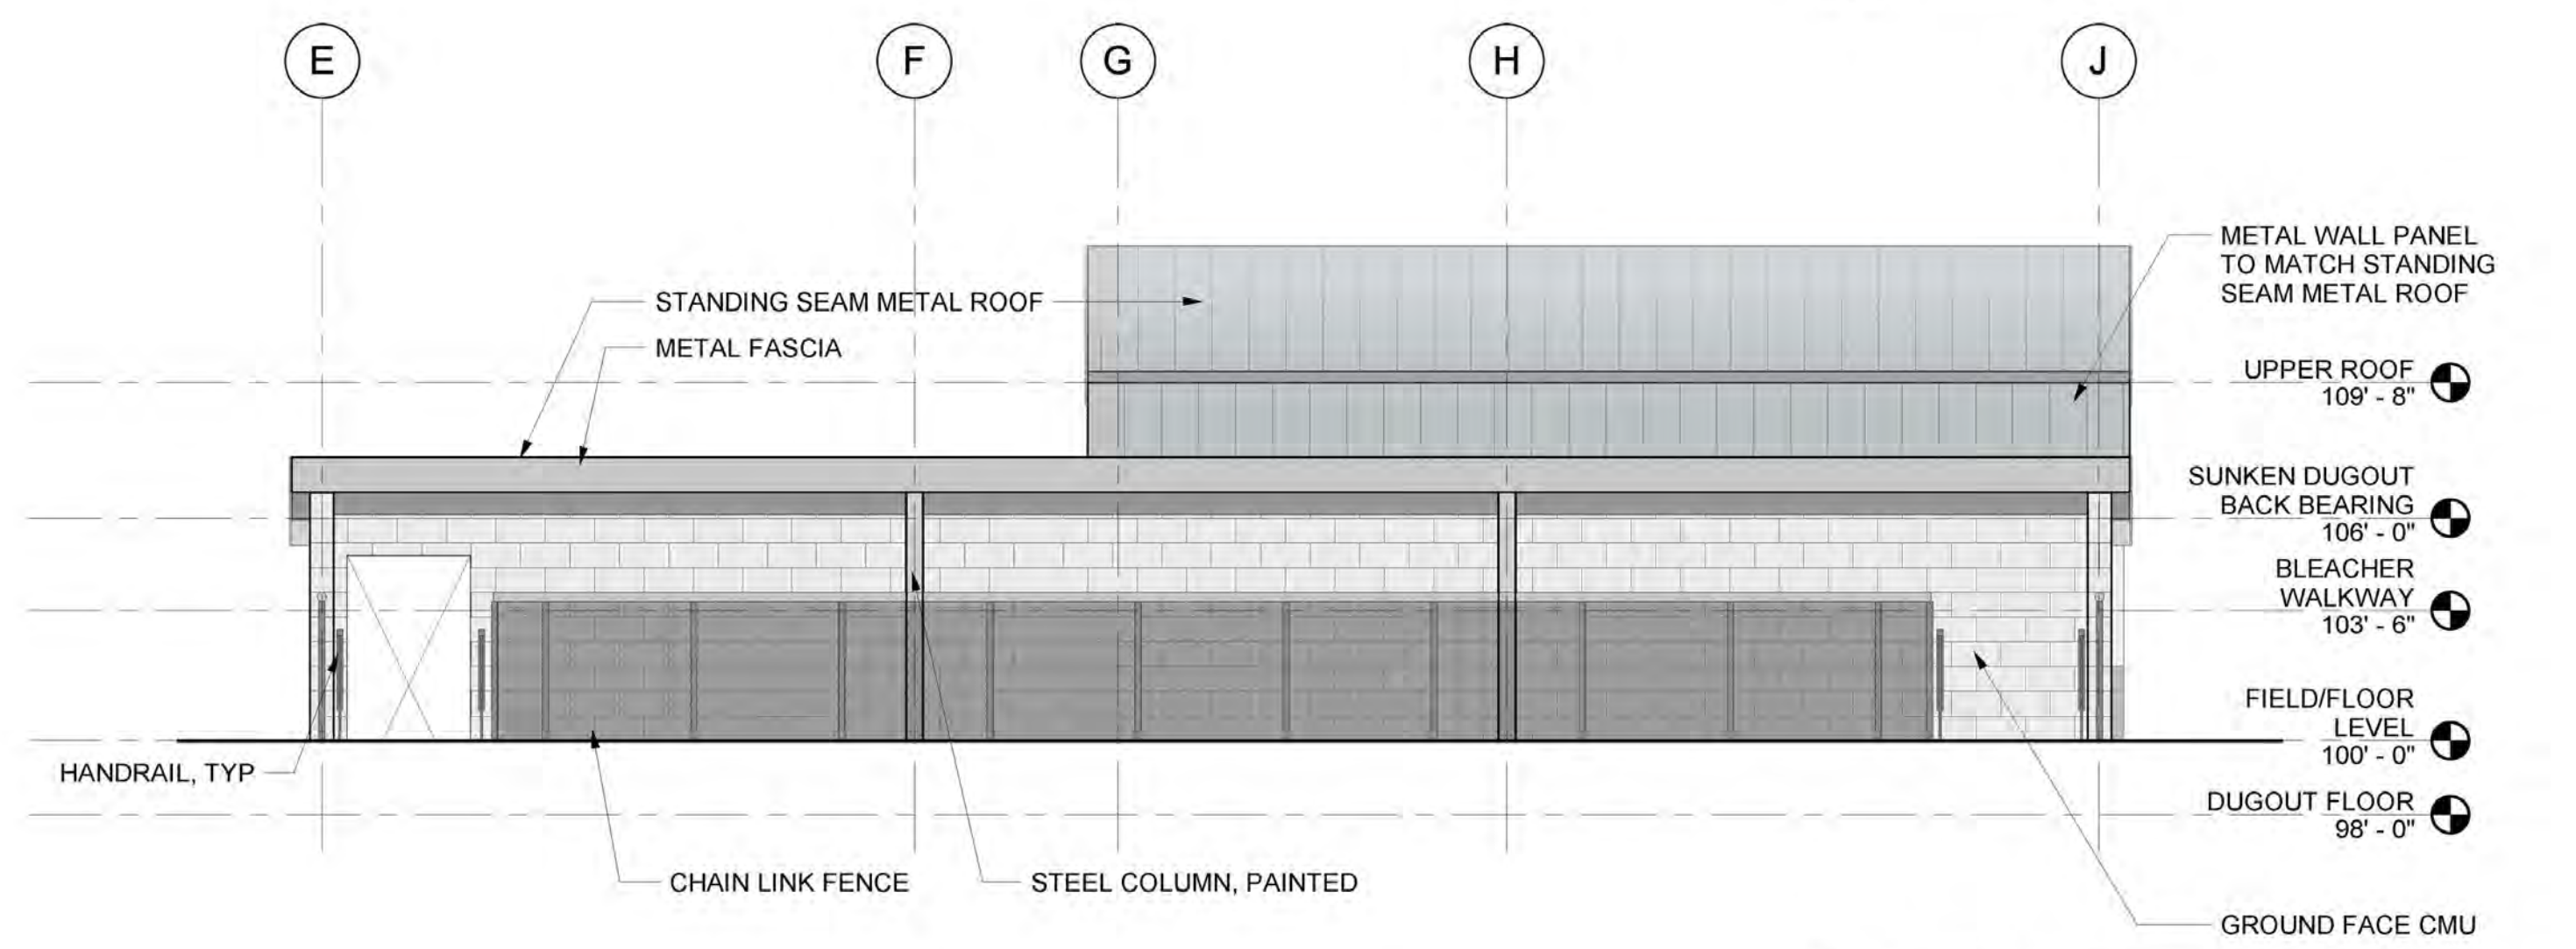 E
F
G
H
J
METAL WALL PANEL
TO MATCH STANDING
SEAM METAL ROOF
STANDING SEAM METAL ROOF
METAL FASCIA
UPPER ROOF
109' - 8"
SUNKEN DUGOUT
BACK BEARING
106' - 0"
BLEACHER
WALKWAY
103' - 6"
FIELD/FLOOR
LEVEL
100' - 0"
HANDRAIL, TYP
DUGOUT FLOOR
98' - 0"
CHAIN LINK FENCE
STEEL COLUMN, PAINTED
GROUND FACE CMU